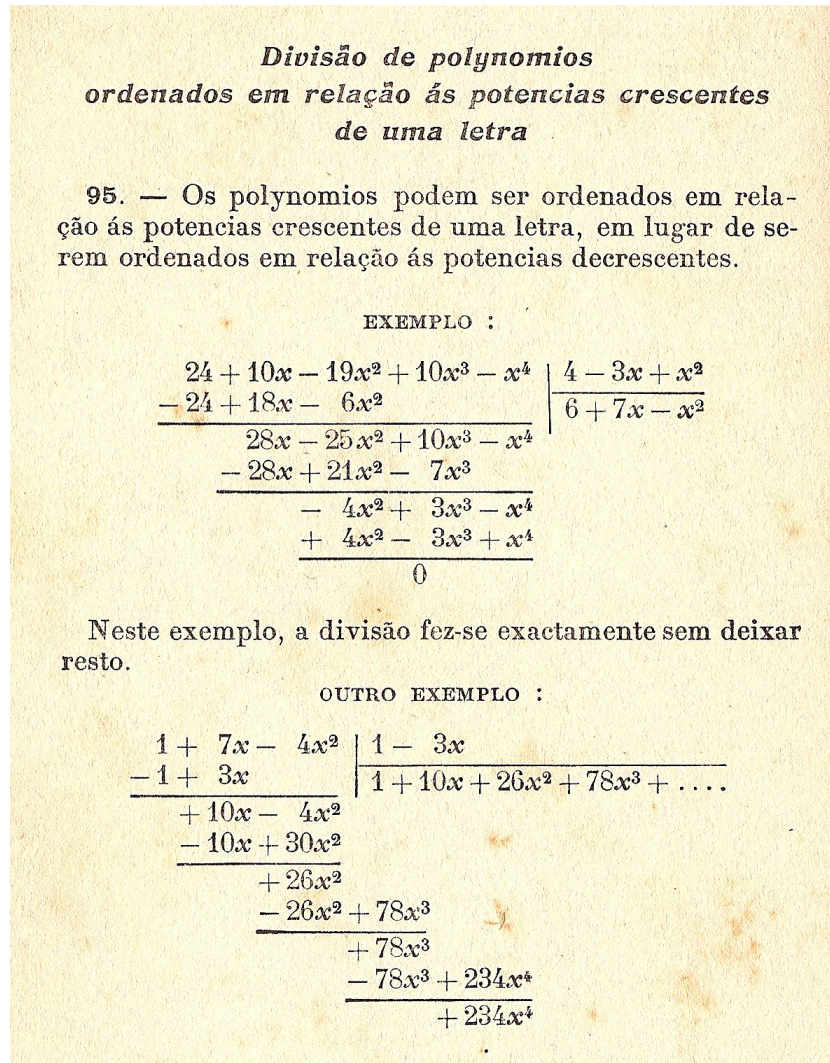 Divisão de polynomios
ordenados em relação ás potencias crescentes
de uma letra
95. — Os polynomios podem ser ordenados em rela-
ção ás potencias crescentes de uma letra, em lugar de se-
rem ordenados em relação ás potencias decrescentes.
EXEMPLO :
24 + 10x − 19x² + 10x³ − x⁴ | 4 − 3x + x²
− 24 + 18x − 6x² | 6 + 7x − x²
28x − 25x² + 10x³ − x⁴
− 28x + 21x² − 7x³
− 4x² + 3x³ − x⁴
+ 4x² − 3x³ + x⁴
0
Neste exemplo, a divisão fez-se exactamente sem deixar
resto.
OUTRO EXEMPLO :
1 + 7x − 4x² | 1 − 3x
− 1 + 3x | 1 + 10x + 26x² + 78x³ + ....
+ 10x − 4x²
− 10x + 30x²
+ 26x²
− 26x² + 78x³
+ 78x³
− 78x³ + 234x⁴
+ 234x⁴